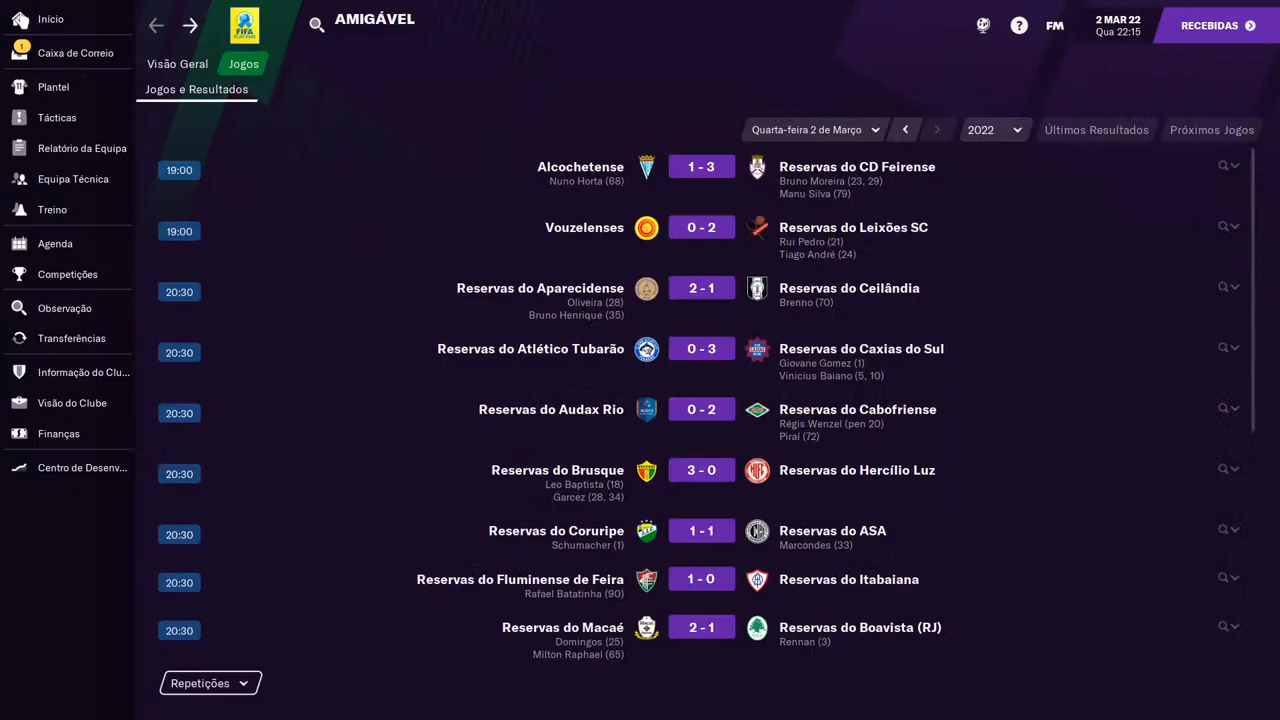 Início
AMIGÁVEL
FIFA
FM
2 MAR 22
Qua 22:15
RECEBIDAS
1
Caixa de Correio
Visão Geral
Jogos
Jogos e Resultados
Plantel
Tácticas
Relatório da Equipa
Equipa Técnica
Treino
Agenda
Competições
Observação
Transferências
Informação do Clu...
Visão do Clube
Finanças
Centro de Desenv...
Quarta-feira 2 de Março
2022
Últimos Resultados
Próximos Jogos
19:00
Alcochetense
1 - 3
Reservas do CD Feirense
Nuno Horta (68)
Bruno Moreira (23, 29)
Manu Silva (79)
19:00
Vouzelenses
0 - 2
Reservas do Leixões SC
Rui Pedro (21)
Tiago André (24)
20:30
Reservas do Aparecidense
2 - 1
Reservas do Ceilândia
Oliveira (28)
Brenno (70)
Bruno Henrique (35)
20:30
Reservas do Atlético Tubarão
0 - 3
Reservas do Caxias do Sul
Giovane Gomez (1)
Vinicius Baiano (5, 10)
20:30
Reservas do Audax Rio
0 - 2
Reservas do Cabofriense
Régis Wenzel (pen 20)
Piraí (72)
20:30
Reservas do Brusque
3 - 0
Reservas do Hercílio Luz
Leo Baptista (18)
Garcez (28, 34)
20:30
Reservas do Coruripe
1 - 1
Reservas do ASA
Schumacher (1)
Marcondes (33)
20:30
Reservas do Fluminense de Feira
1 - 0
Reservas do Itabaiana
Rafael Batatinha (90)
20:30
Reservas do Macaé
2 - 1
Reservas do Boavista (RJ)
Domingos (25)
Rennan (3)
Mílton Raphael (65)
Repetições